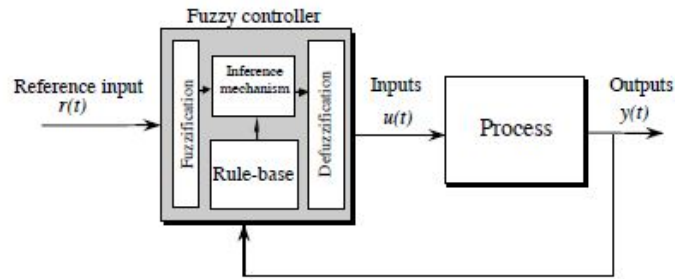 Fuzzy controller
Reference input
r(t)
Fuzzification
Inference
mechanism
Rule-base
Defuzzification
Inputs
u(t)
Process
Outputs
y(t)